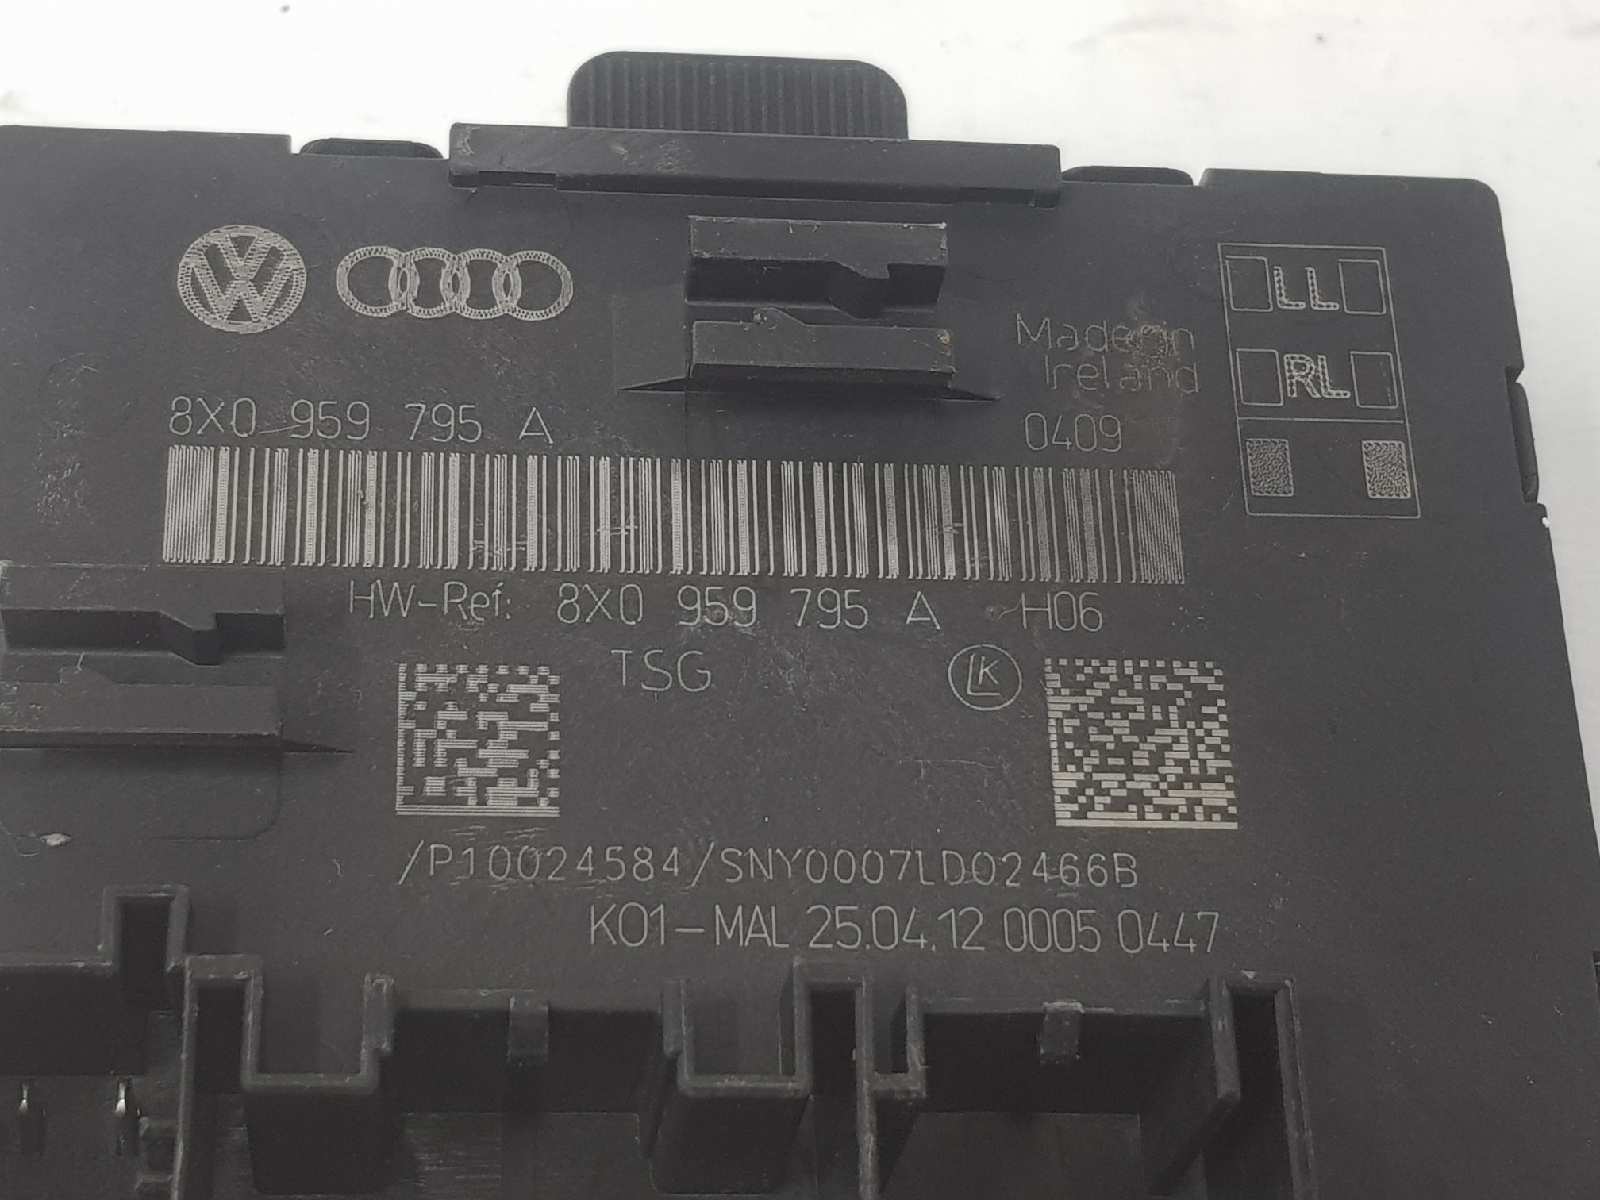 LL
Made in
Ireland
RL
8X0 959 795 A
0409
HW-Ref: 8X0 959 795 A H06
TSG
LK
/P10024584/SNY0007LD02466B
K01-MAL 25.04.12 0005 0447